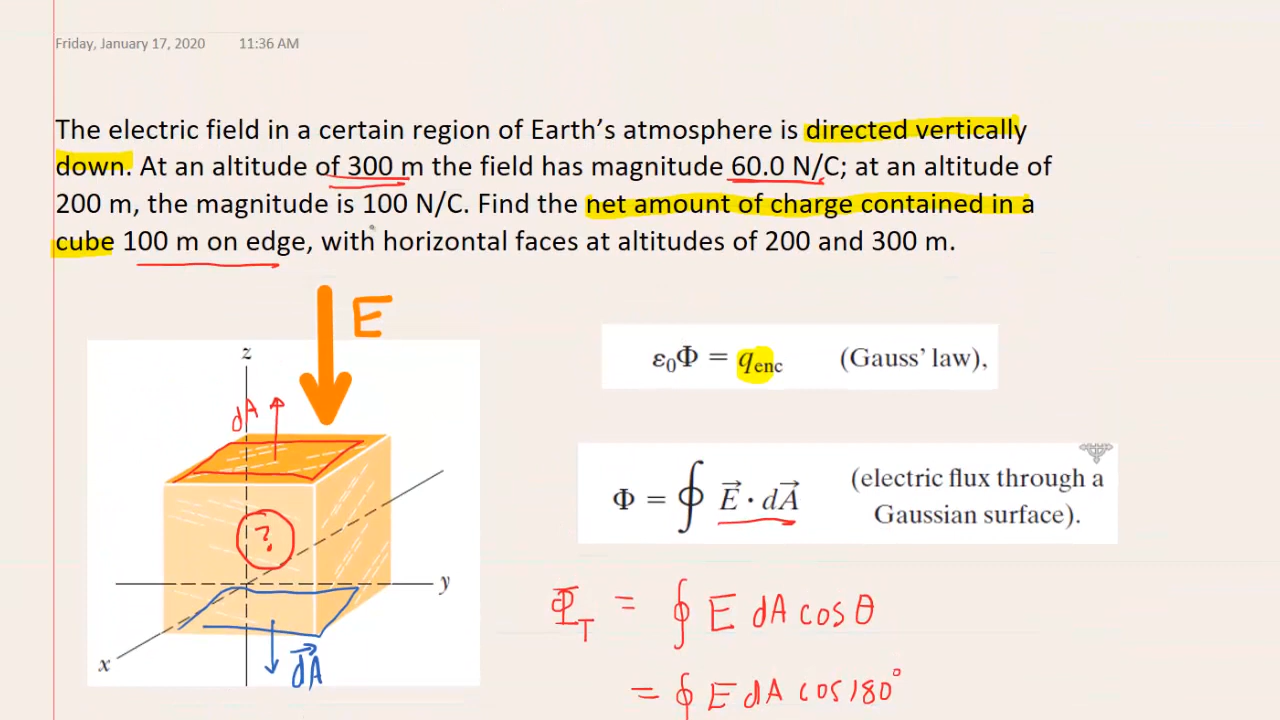 Friday, January 17, 2020 11:36 AM
The electric field in a certain region of Earth's atmosphere is directed vertically
down. At an altitude of 300 m the field has magnitude 60.0 N/C; at an altitude of
200 m, the magnitude is 100 N/C. Find the net amount of charge contained in a
cube 100 m on edge, with horizontal faces at altitudes of 200 and 300 m.
E
z
dA
?
y
x
dA⃗
ε₀Φ = qenc (Gauss' law),
Φ = ∮ E⃗ · dA⃗ (electric flux through a
Gaussian surface).
Φ_T = ∮ E dA cos θ
= ∮ E dA cos 180°